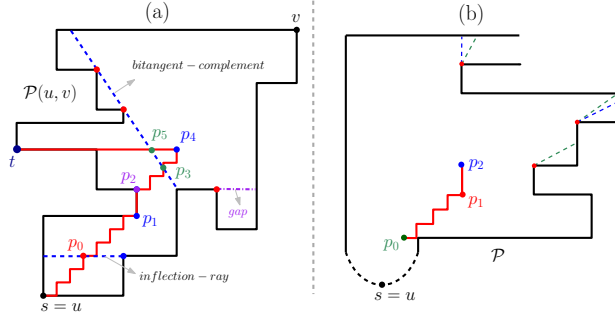 (a)
v
bitangent−complement
P(u, v)
p5
p4
t
p3
p2
gap
p1
p0
inflection−ray
s = u
(b)
p2
p1
p0
P
s = u